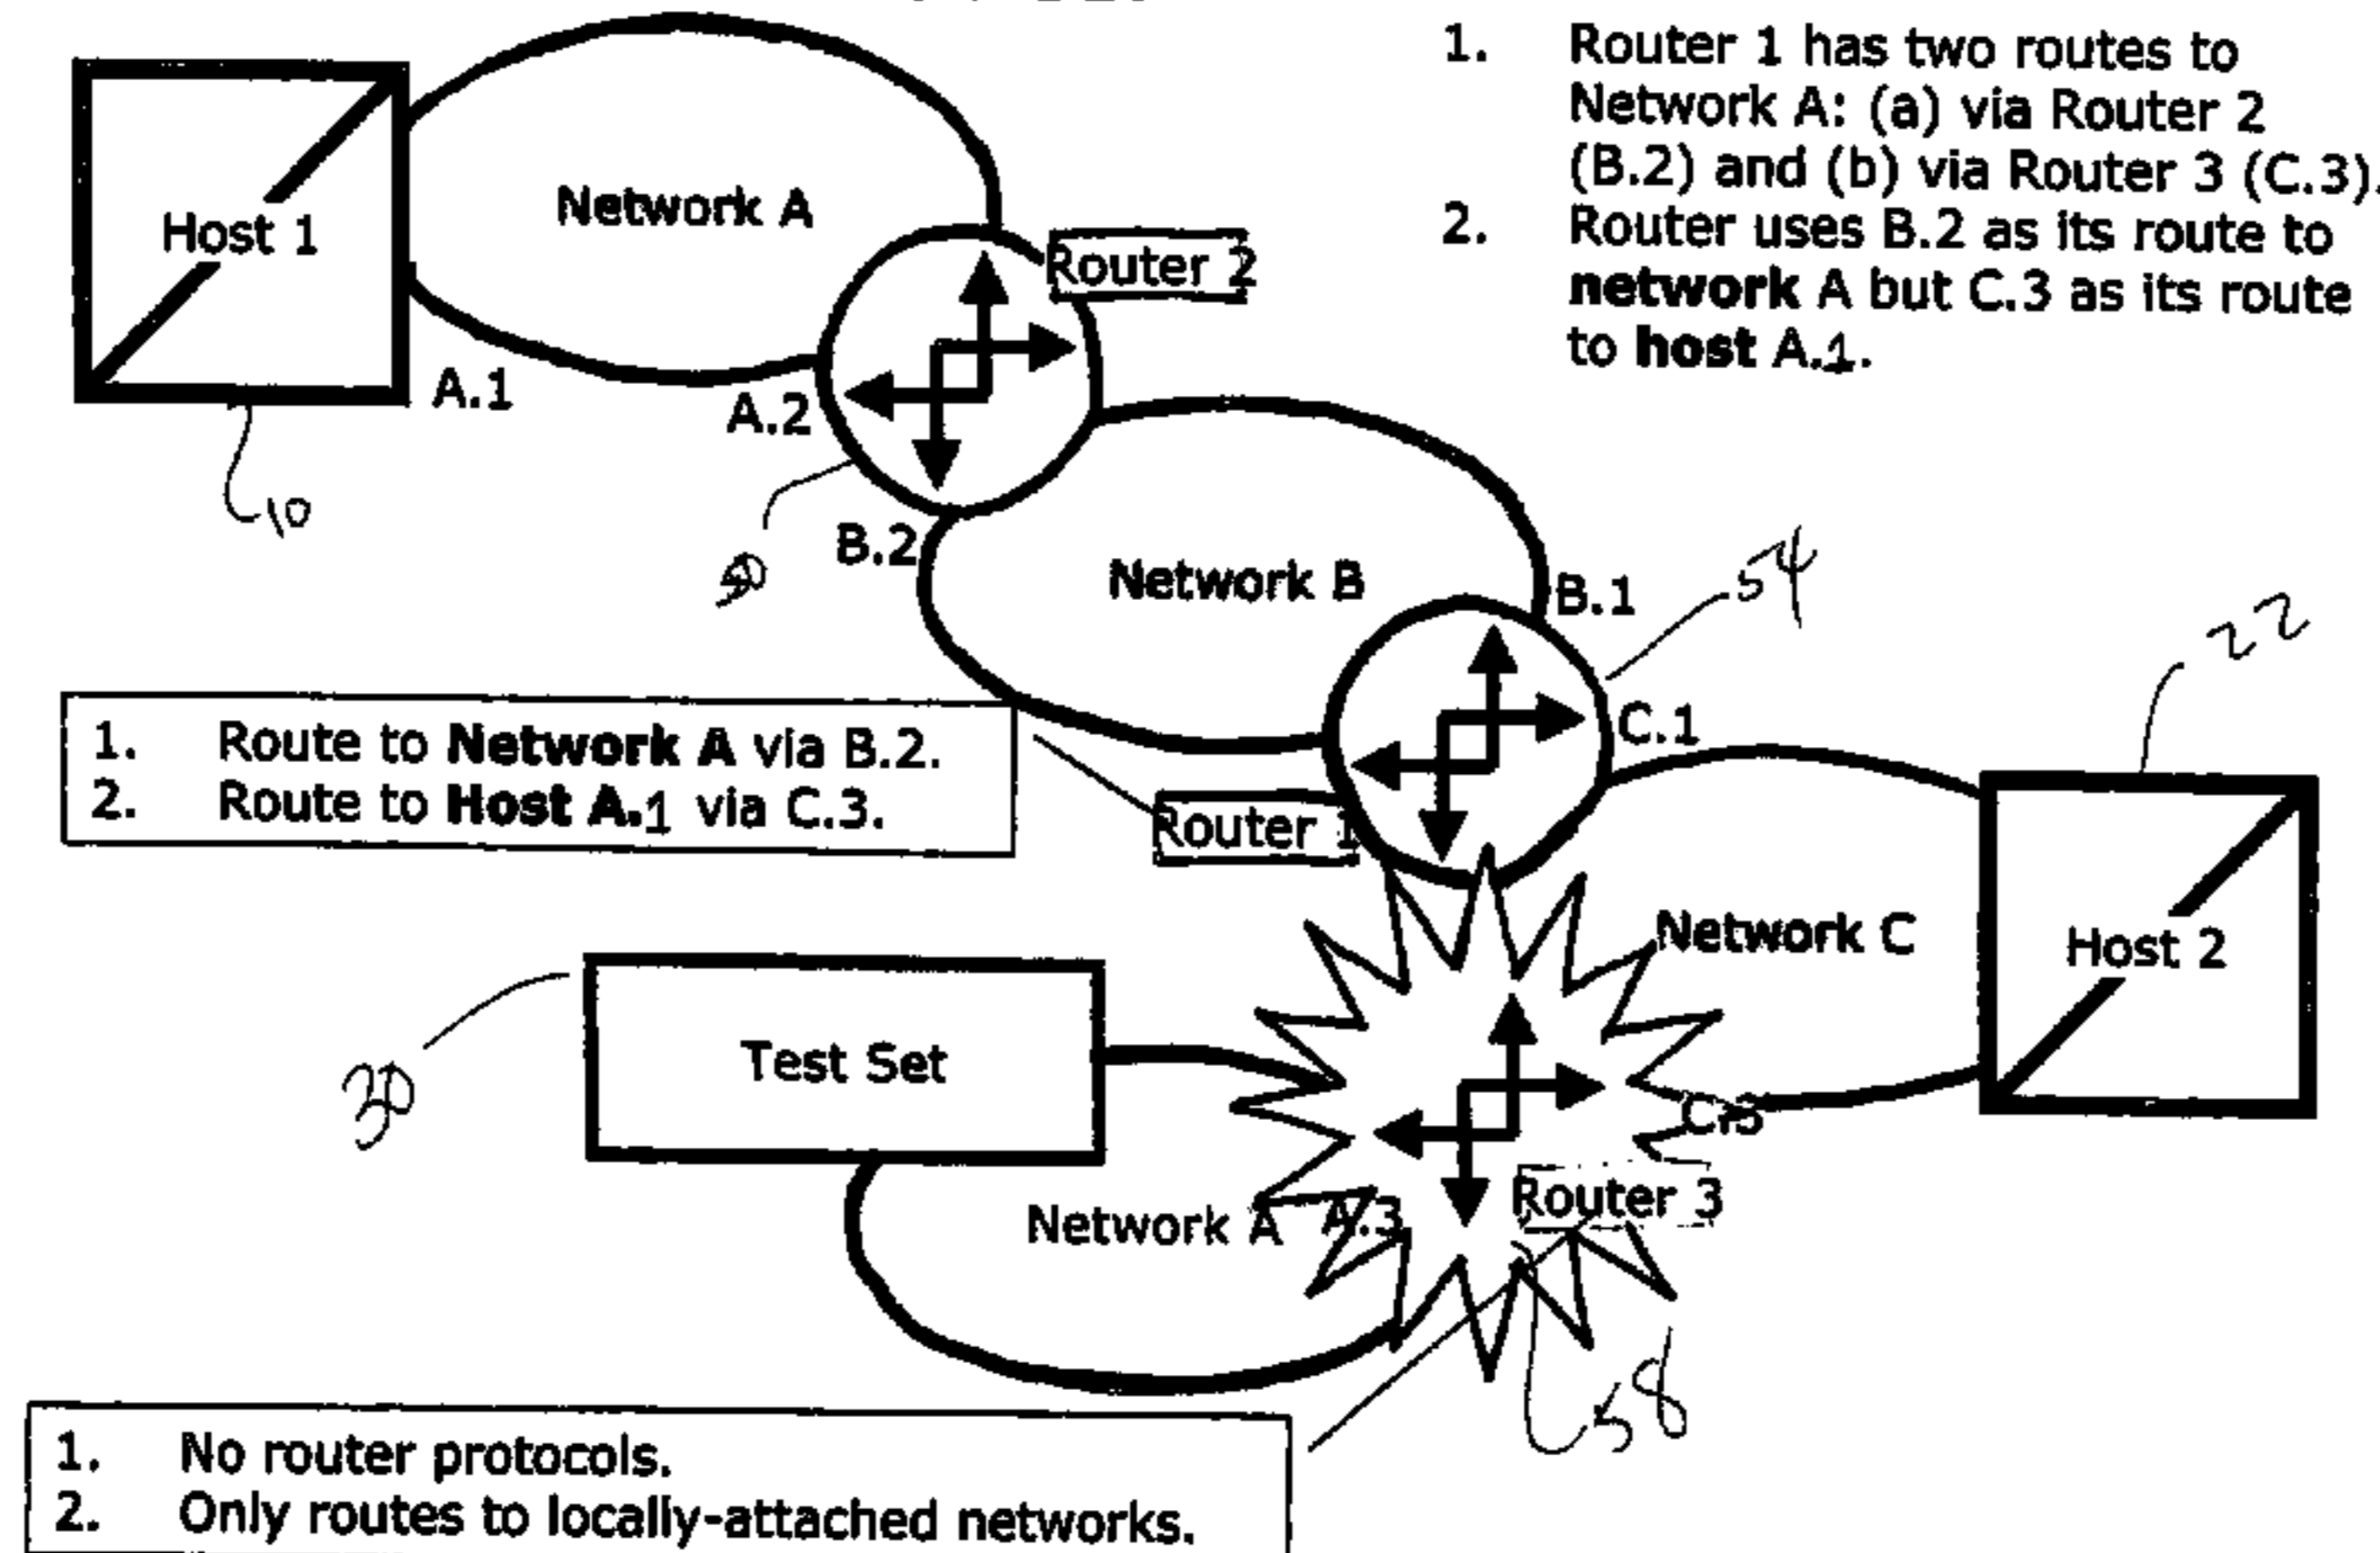 1. Router 1 has two routes to
Network A: (a) via Router 2
(B.2) and (b) via Router 3 (C.3).
2. Router uses B.2 as its route to
network A but C.3 as its route
to host A.1.
Host 1
Network A
Router 2
A.1
A.2
10
B.2
Network B
B.1
54
22
1. Route to Network A via B.2.
2. Route to Host A.1 via C.3.
C.1
Router 1
Network C
Host 2
Test Set
30
C.3
Router 3
Network A
A.3
58
1. No router protocols.
2. Only routes to locally-attached networks.